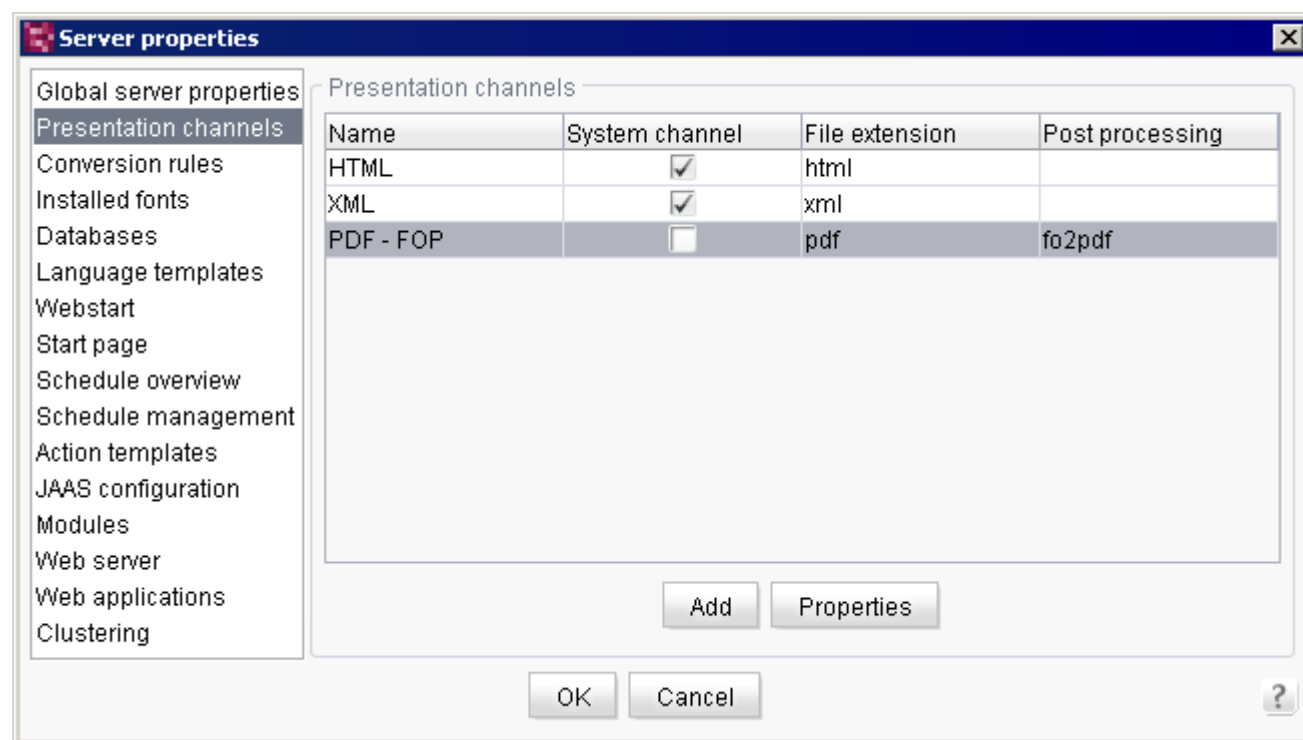 Server properties
Global server properties
Presentation channels
Conversion rules
Installed fonts
Databases
Language templates
Webstart
Start page
Schedule overview
Schedule management
Action templates
JAAS configuration
Modules
Web server
Web applications
Clustering
Presentation channels
Name System channel File extension Post processing
HTML html
XML xml
PDF - FOP pdf fo2pdf
Add Properties
OK Cancel ?